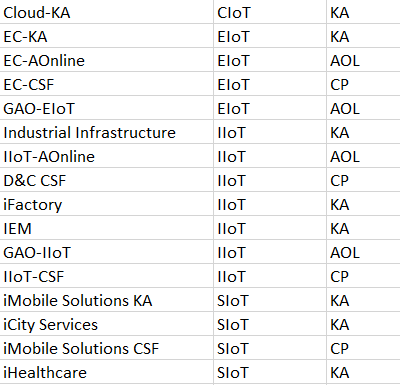 Cloud-KA CIoT KA
EC-KA EIoT KA
EC-AOnline EIoT AOL
EC-CSF EIoT CP
GAO-EIoT EIoT AOL
Industrial Infrastructure IIoT KA
IIoT-AOnline IIoT AOL
D&C CSF IIoT CP
iFactory IIoT KA
IEM IIoT KA
GAO-IIoT IIoT AOL
IIoT-CSF IIoT CP
iMobile Solutions KA SIoT KA
iCity Services SIoT KA
iMobile Solutions CSF SIoT CP
iHealthcare SIoT KA